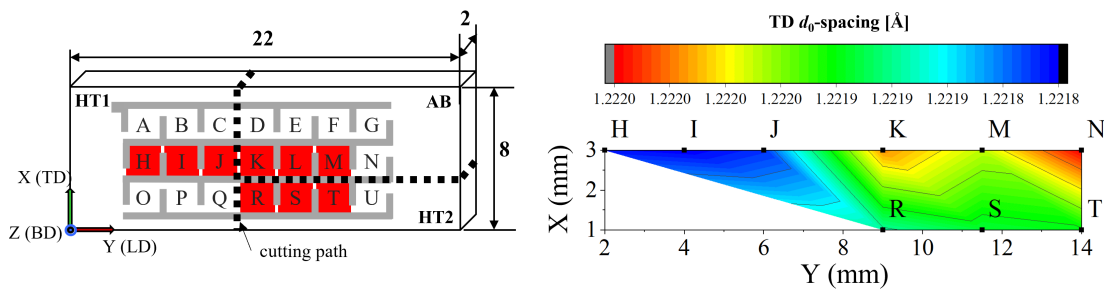 22
2
HT1
AB
A B C D E F G
H I J K L M N
O P Q R S T U
8
HT2
X (TD)
Z (BD)
Y (LD)
cutting path
TD d₀-spacing [Å]
1.2220 1.2220 1.2220 1.2219 1.2219 1.2219 1.2218 1.2218
H I J K M N
R S T
3
2
1
X (mm)
2 4 6 8 10 12 14
Y (mm)